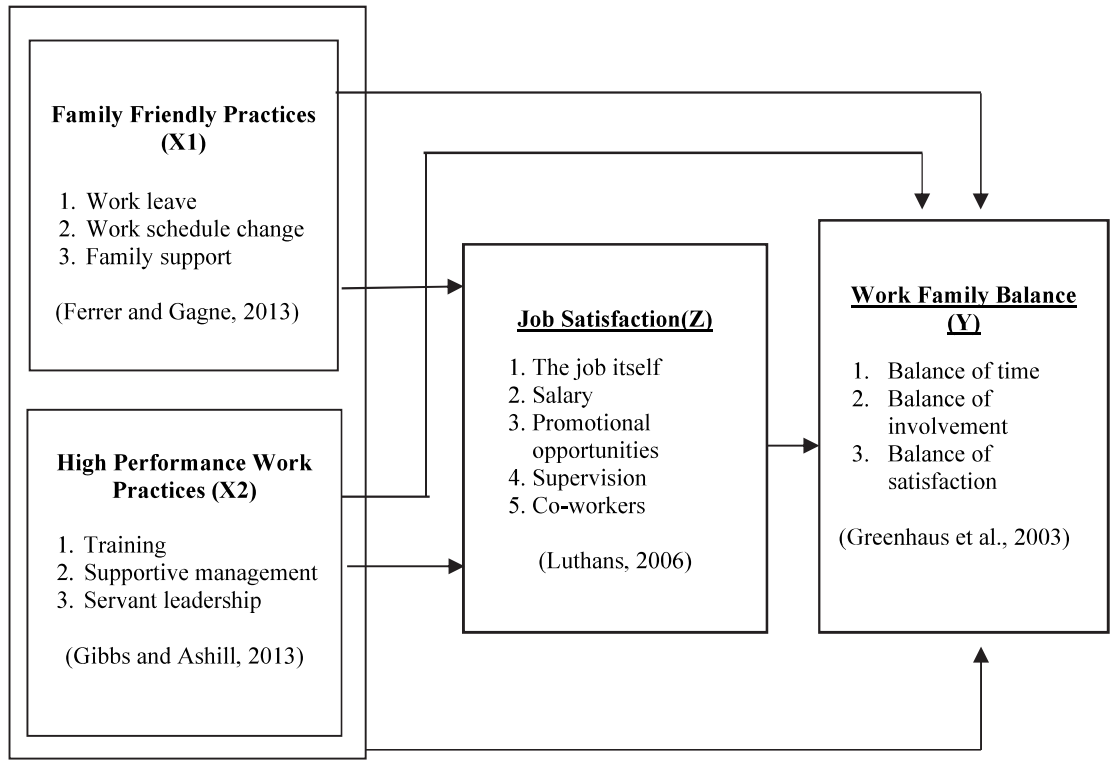 Family Friendly Practices
(X1)
1. Work leave
2. Work schedule change
3. Family support
(Ferrer and Gagne, 2013)
High Performance Work
Practices (X2)
1. Training
2. Supportive management
3. Servant leadership
(Gibbs and Ashill, 2013)
Job Satisfaction(Z)
1. The job itself
2. Salary
3. Promotional
opportunities
4. Supervision
5. Co-workers
(Luthans, 2006)
Work Family Balance
(Y)
1. Balance of time
2. Balance of
involvement
3. Balance of
satisfaction
(Greenhaus et al., 2003)